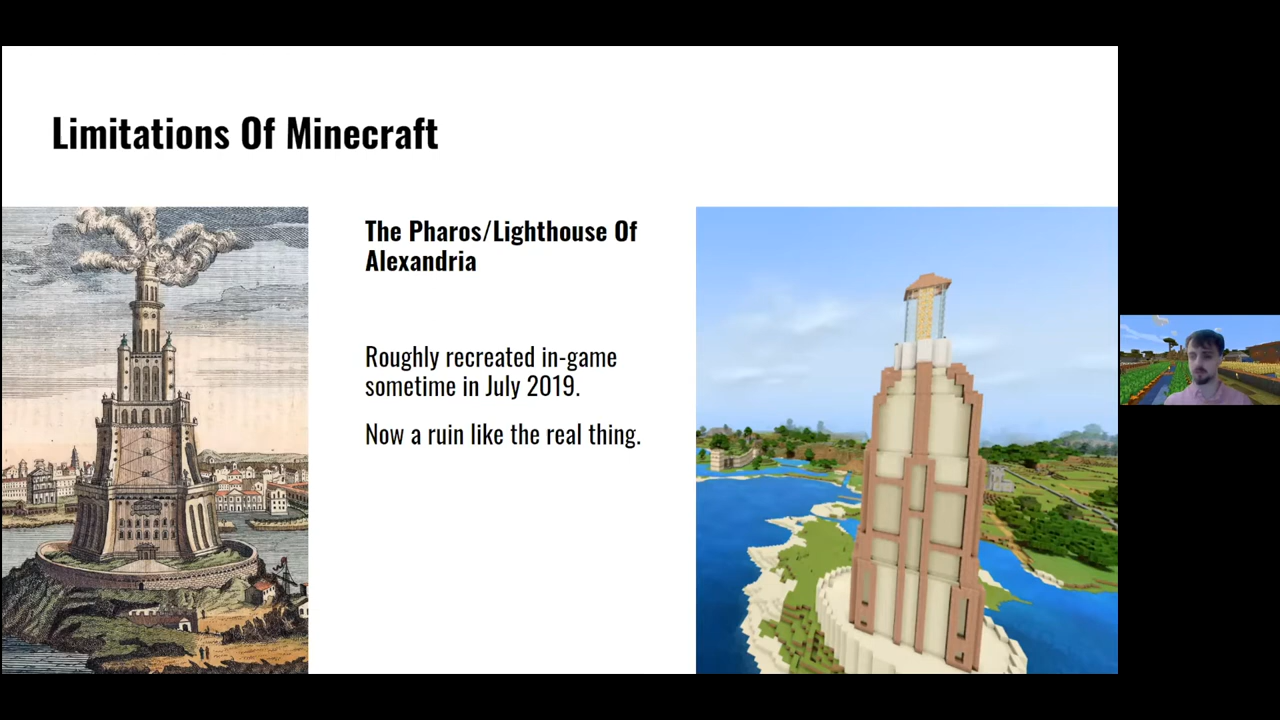 Limitations Of Minecraft
The Pharos/Lighthouse Of
Alexandria
Roughly recreated in-game
sometime in July 2019.
Now a ruin like the real thing.